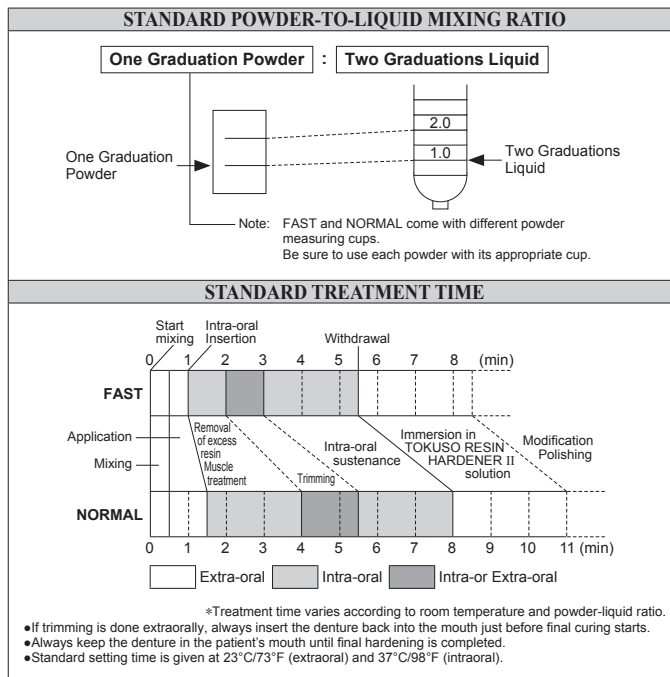 STANDARD POWDER-TO-LIQUID MIXING RATIO
One Graduation Powder : Two Graduations Liquid
2.0
1.0
One Graduation
Powder
Two Graduations
Liquid
Note: FAST and NORMAL come with different powder
measuring cups.
Be sure to use each powder with its appropriate cup.
STANDARD TREATMENT TIME
Start
mixing
Intra-oral
Insertion
Withdrawal
0 1 2 3 4 5 6 7 8 (min)
FAST
Application
Mixing
Removal
of excess
resin
Muscle
treatment
Trimming
Intra-oral
sustenance
Immersion in
TOKUSO RESIN
HARDENER II
solution
Modification
Polishing
NORMAL
0 1 2 3 4 5 6 7 8 9 10 11 (min)
Extra-oral Intra-oral Intra-or Extra-oral
*Treatment time varies according to room temperature and powder-liquid ratio.
●If trimming is done extraorally, always insert the denture back into the mouth just before final curing starts.
●Always keep the denture in the patient's mouth until final hardening is completed.
●Standard setting time is given at 23°C/73°F (extraoral) and 37°C/98°F (intraoral).